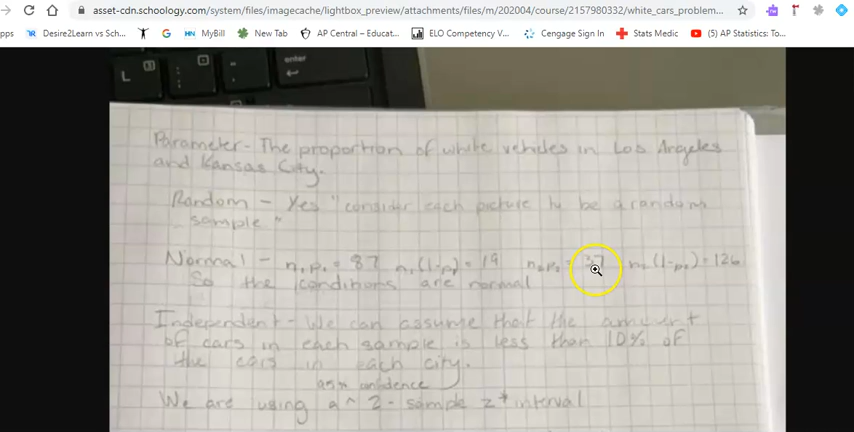 asset-cdn.schoology.com/system/files/imagecache/lightbox_preview/attachments/files/m/202004/course/2157980332/white_cars_problem...
pps Desire2Learn vs Sch... G HN MyBill New Tab AP Central – Educat... ELO Competency V... Cengage Sign In Stats Medic (5) AP Statistics: To...
L enter
Parameter - The proportion of white vehicles in Los Angeles
and Kansas City.
Random - Yes "consider each picture to be a random
sample"
Normal - n₁p₁ = 87 n₁(1-p₁) = 19 n₂p₂ = 37 n₂(1-p₂) = 126
So the conditions are normal
Independent - We can assume that the amount
of cars in each sample is less than 10% of
the cars in each city.
confidence
We are using a ^ 2-sample z* interval